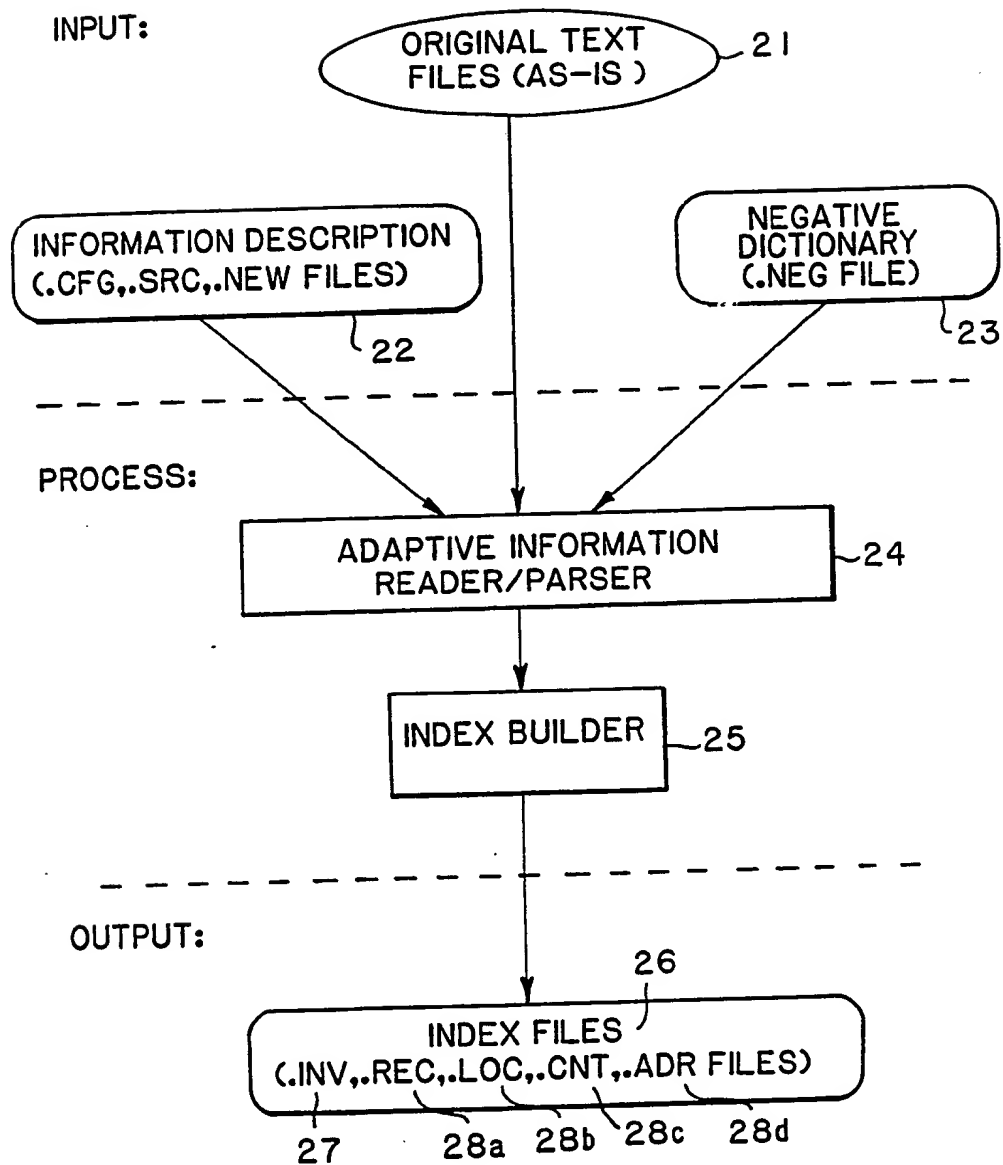 INPUT:
ORIGINAL TEXT
FILES (AS-IS )
21
INFORMATION DESCRIPTION
(.CFG,.SRC,.NEW FILES)
22
NEGATIVE
DICTIONARY
(.NEG FILE)
23
PROCESS:
ADAPTIVE INFORMATION
READER/PARSER
24
INDEX BUILDER
25
OUTPUT:
26
INDEX FILES
(.INV,.REC,.LOC,.CNT,.ADR FILES)
27
28a
28b
28c
28d